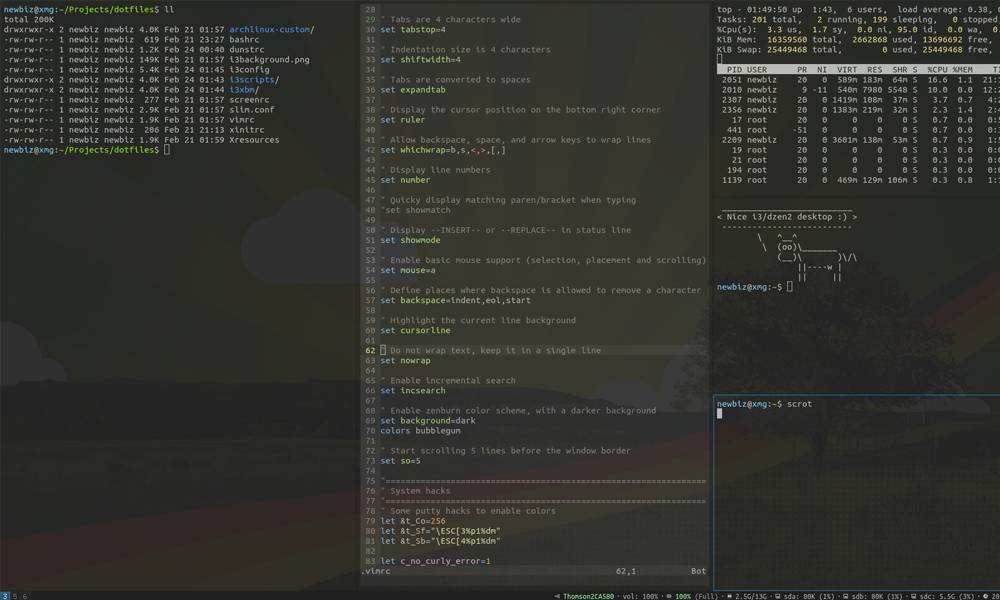 newbiz@xmg:~/Projects/dotfiles$ ll
total 200K
drwxrwxr-x 2 newbiz newbiz 4.0K Feb 21 01:57 archlinux-custom/
-rw-rw-r-- 1 newbiz newbiz  619 Feb 21 23:27 bashrc
-rw-rw-r-- 1 newbiz newbiz 1.2K Feb 24 00:40 dunstrc
-rw-rw-r-- 1 newbiz newbiz 149K Feb 21 01:57 i3background.png
-rw-rw-r-- 1 newbiz newbiz 5.4K Feb 24 01:45 i3config
drwxrwxr-x 2 newbiz newbiz 4.0K Feb 24 01:43 i3scripts/
drwxrwxr-x 2 newbiz newbiz 4.0K Feb 24 01:44 i3xbm/
-rw-rw-r-- 1 newbiz newbiz  277 Feb 21 01:57 screenrc
-rw-rw-r-- 1 newbiz newbiz 2.9K Feb 21 01:57 slim.conf
-rw-rw-r-- 1 newbiz newbiz 1.9K Feb 21 01:57 vimrc
-rw-rw-r-- 1 newbiz newbiz  206 Feb 21 21:13 xinitrc
-rw-rw-r-- 1 newbiz newbiz 1.9K Feb 21 01:59 Xresources
newbiz@xmg:~/Projects/dotfiles$
28
29 " Tabs are 4 characters wide
30 set tabstop=4
31
32 " Indentation size is 4 characters
33 set shiftwidth=4
34
35 " Tabs are converted to spaces
36 set expandtab
37
38 " Display the cursor position on the bottom right corner
39 set ruler
40
41 " Allow backspace, space, and arrow keys to wrap lines
42 set whichwrap=b,s,<,>,[,]
43
44 " Display line numbers
45 set number
46
47 " Quicky display matching paren/bracket when typing
48 "set showmatch
49
50 " Display --INSERT-- or --REPLACE-- in status line
51 set showmode
52
53 " Enable basic mouse support (selection, placement and scrolling)
54 set mouse=a
55
56 " Define places where backspace is allowed to remove a character
57 set backspace=indent,eol,start
58
59 " Highlight the current line background
60 set cursorline
61
62 " Do not wrap text, keep it in a single line
63 set nowrap
64
65 " Enable incremental search
66 set incsearch
67
68 " Enable zenburn color scheme, with a darker background
69 set background=dark
70 colors bubblegum
71
72 " Start scrolling 5 lines before the window border
73 set so=5
74
75 "================================================================
76 " System hacks
77 "================================================================
78 " Some putty hacks to enable colors
79 let &t_Co=256
80 let &t_Sf="\ESC[3%p1%dm"
81 let &t_Sb="\ESC[4%p1%dm"
82
83 let c_no_curly_error=1
.vimrc 62,1 Bot
top - 01:49:50 up  1:43,  6 users,  load average: 0.38,
Tasks: 201 total,   2 running, 199 sleeping,   0 stopped
%Cpu(s):  3.3 us,  1.7 sy,  0.0 ni, 95.0 id,  0.0 wa,
KiB Mem:  16359560 total,  2662868 used, 13696692 free,
KiB Swap: 25449468 total,        0 used, 25449468 free,
PID USER      PR  NI  VIRT  RES  SHR S  %CPU %MEM
2051 newbiz    20   0  589m 183m  64m S  16.6  1.1
2010 newbiz     9 -11  540m 7980 5548 S  10.0  0.0
2307 newbiz    20   0 1419m 108m  37m S   3.7  0.7
2356 newbiz    20   0 1383m 219m  32m S   2.3  1.4
17 root      20   0     0    0    0 S   0.7  0.0
441 root     -51   0     0    0    0 S   0.7  0.0
2209 newbiz    20   0 3601m 138m  53m S   0.7  0.9
19 root      20   0     0    0    0 S   0.3  0.0
21 root      20   0     0    0    0 S   0.3  0.0
194 root      20   0     0    0    0 S   0.3  0.0
1139 root      20   0  469m 129m 106m S   0.3  0.8
< Nice i3/dzen2 desktop :) >
newbiz@xmg:~$
newbiz@xmg:~$ scrot
3 5 6
Thomson2CA580 · vol: 100% · 100% (Full) · 2.5G/13G · sda: 80K (1%) · sdb: 80K (1%) · sdc: 5.5G (3%) · 20